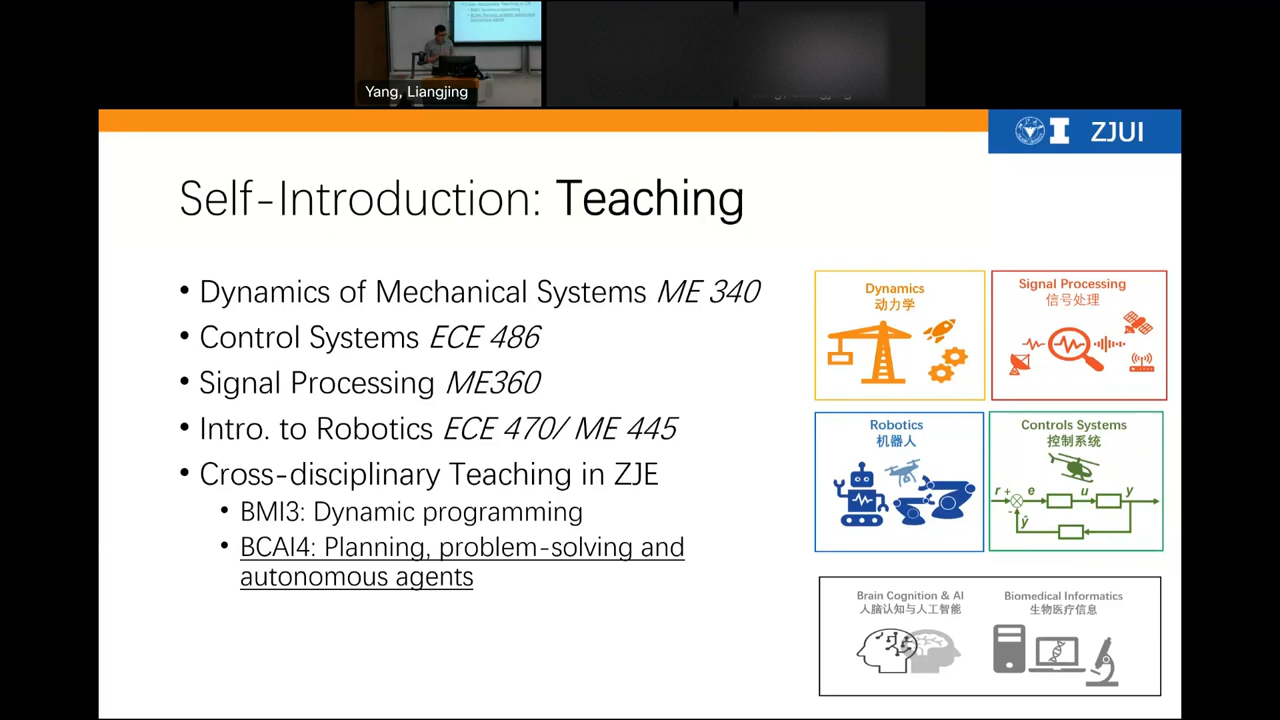 Yang, Liangjing
ZJUI
Self-Introduction: Teaching
• Dynamics of Mechanical Systems ME 340
• Control Systems ECE 486
• Signal Processing ME360
• Intro. to Robotics ECE 470/ ME 445
• Cross-disciplinary Teaching in ZJE
• BMI3: Dynamic programming
• BCAI4: Planning, problem-solving and
autonomous agents
Dynamics
动力学
Signal Processing
信号处理
Robotics
机器人
Controls Systems
控制系统
r + e u y
-
ŷ
Brain Cognition & AI
人脑认知与人工智能
Biomedical Informatics
生物医疗信息